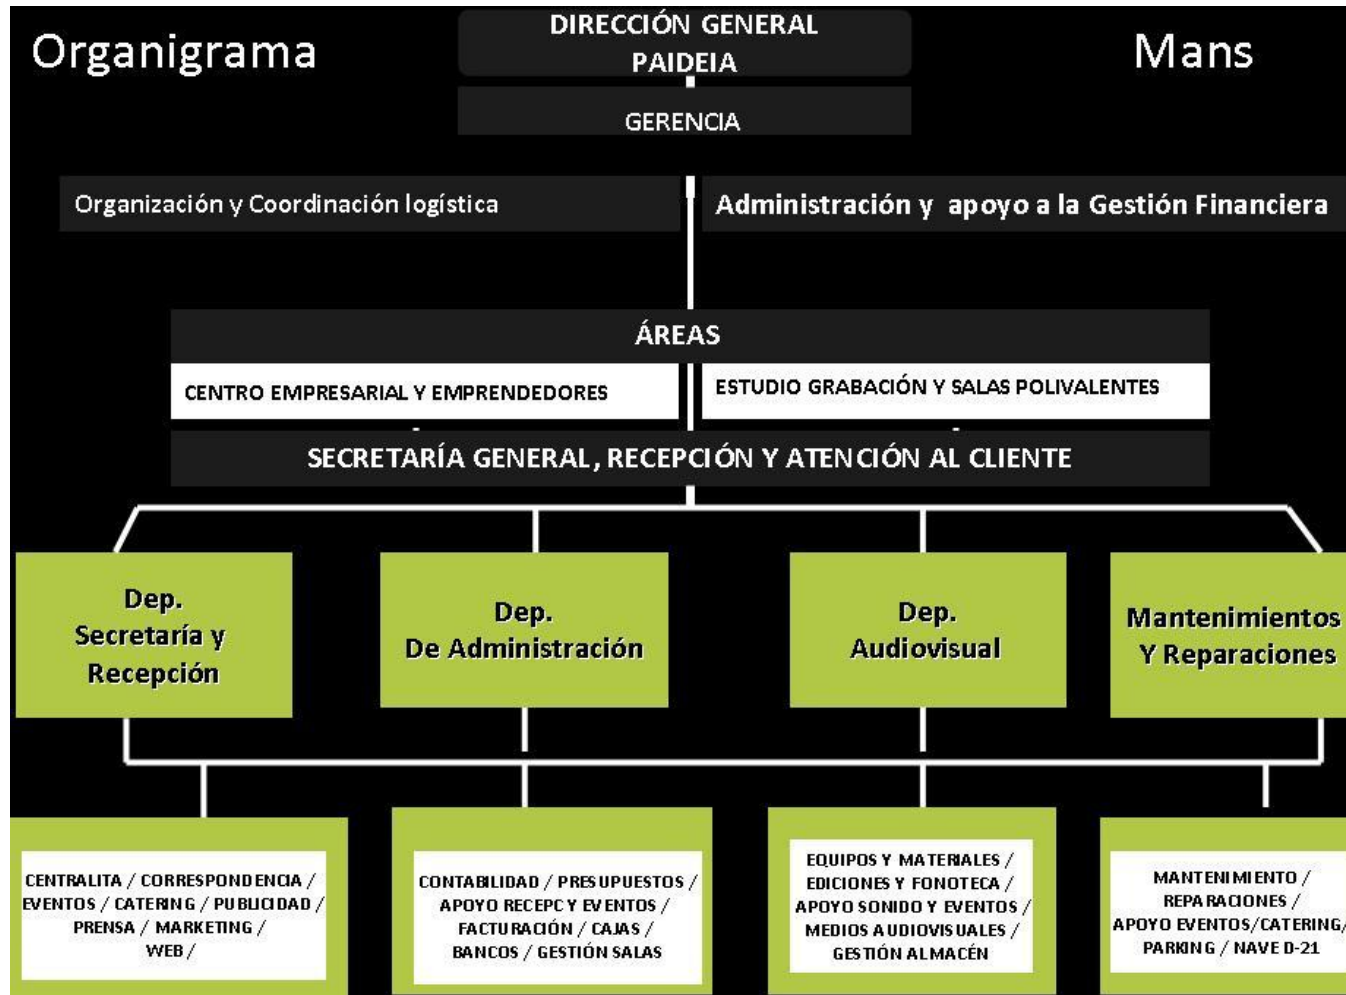 Organigrama
DIRECCIÓN GENERAL
PAIDEIA
Mans
GERENCIA
Organización y Coordinación logística
Administración y apoyo a la Gestión Financiera
ÁREAS
CENTRO EMPRESARIAL Y EMPRENDEDORES
ESTUDIO GRABACIÓN Y SALAS POLIVALENTES
SECRETARÍA GENERAL, RECEPCIÓN Y ATENCIÓN AL CLIENTE
Dep.
Secretaría y
Recepción
Dep.
De Administración
Dep.
Audiovisual
Mantenimientos
Y Reparaciones
CENTRALITA / CORRESPONDENCIA /
EVENTOS / CATERING / PUBLICIDAD /
PRENSA / MARKETING /
WEB /
CONTABILIDAD / PRESUPUESTOS /
APOYO RECEPC Y EVENTOS /
FACTURACIÓN / CAJAS /
BANCOS / GESTIÓN SALAS
EQUIPOS Y MATERIALES /
EDICIONES Y FONOTECA /
APOYO SONIDO Y EVENTOS /
MEDIOS AUDIOVISUALES /
GESTIÓN ALMACÉN
MANTENIMIENTO /
REPARACIONES /
APOYO EVENTOS/CATERING/
PARKING / NAVE D-21